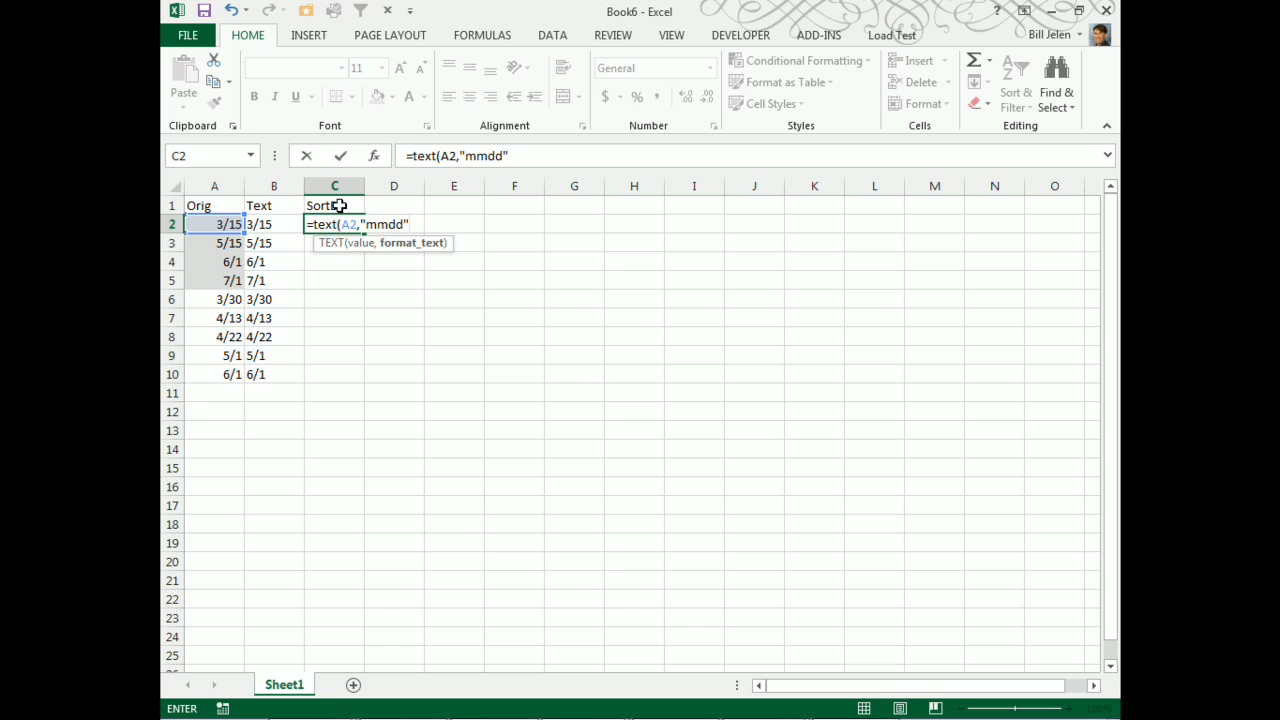 Book6 - Excel
?
FILE HOME INSERT PAGE LAYOUT FORMULAS DATA REVIEW VIEW DEVELOPER ADD-INS Load Test Bill Jelen
Paste
11
B I U
A A
A
General
$ % ,
Conditional Formatting
Format as Table
Cell Styles
Insert
Delete
Format
Sort &
Filter
Find &
Select
Clipboard Font Alignment Number Styles Cells Editing
C2 fx =text(A2,"mmdd"
A B C D E F G H I J K L M N O
1 Orig Text Sort
2 3/15 3/15 =text(A2,"mmdd"
TEXT(value, format_text)
3 5/15 5/15
4 6/1 6/1
5 7/1 7/1
6 3/30 3/30
7 4/13 4/13
8 4/22 4/22
9 5/1 5/1
10 6/1 6/1
11
12
13
14
15
16
17
18
19
20
21
22
23
24
25
Sheet1
ENTER 100%